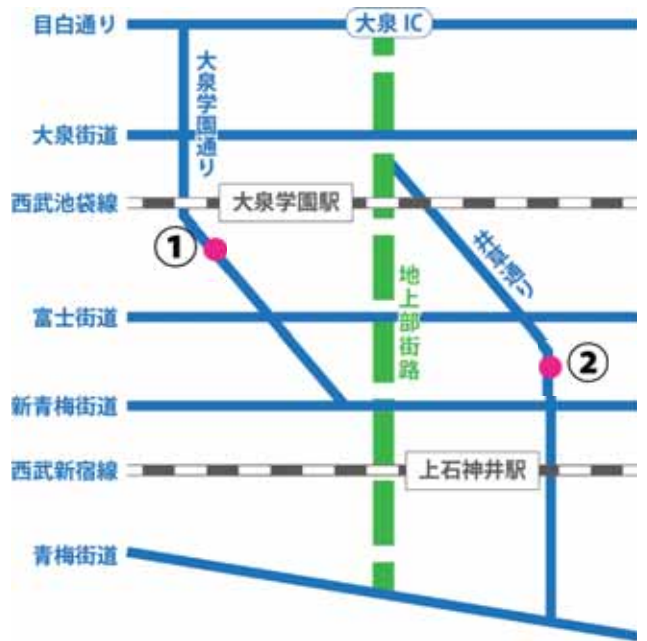 目白通り
大泉 IC
大泉学園通り
大泉街道
西武池袋線
大泉学園駅
①
井草通り
地上部街路
富士街道
②
新青梅街道
西武新宿線
上石神井駅
青梅街道